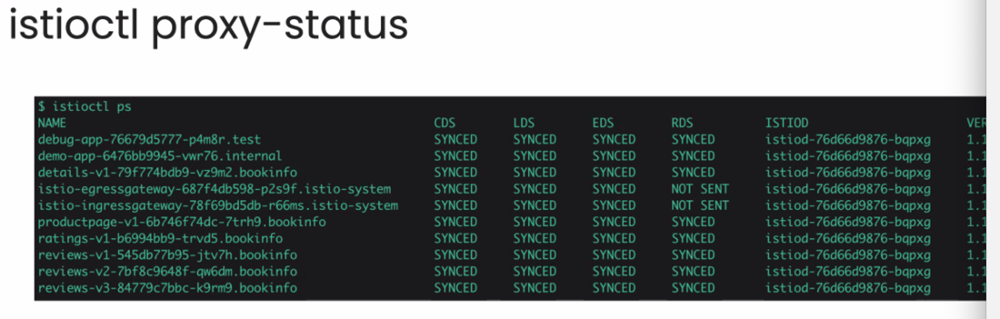 istioctl proxy-status
$ istioctl ps
NAME CDS LDS EDS RDS ISTIOD VER
debug-app-76679d5777-p4m8r.test SYNCED SYNCED SYNCED SYNCED istiod-76d66d9876-bqpxg 1.1
demo-app-6476bb9945-vwr76.internal SYNCED SYNCED SYNCED SYNCED istiod-76d66d9876-bqpxg 1.1
details-v1-79f774bdb9-vz9m2.bookinfo SYNCED SYNCED SYNCED SYNCED istiod-76d66d9876-bqpxg 1.1
istio-egressgateway-687f4db598-p2s9f.istio-system SYNCED SYNCED SYNCED NOT SENT istiod-76d66d9876-bqpxg 1.1
istio-ingressgateway-78f69bd5db-r66ms.istio-system SYNCED SYNCED SYNCED NOT SENT istiod-76d66d9876-bqpxg 1.1
productpage-v1-6b746f74dc-7trh9.bookinfo SYNCED SYNCED SYNCED SYNCED istiod-76d66d9876-bqpxg 1.1
ratings-v1-b6994bb9-trvd5.bookinfo SYNCED SYNCED SYNCED SYNCED istiod-76d66d9876-bqpxg 1.1
reviews-v1-545db77b95-jtv7h.bookinfo SYNCED SYNCED SYNCED SYNCED istiod-76d66d9876-bqpxg 1.1
reviews-v2-7bf8c9648f-qw6dm.bookinfo SYNCED SYNCED SYNCED SYNCED istiod-76d66d9876-bqpxg 1.1
reviews-v3-84779c7bbc-k9rm9.bookinfo SYNCED SYNCED SYNCED SYNCED istiod-76d66d9876-bqpxg 1.1